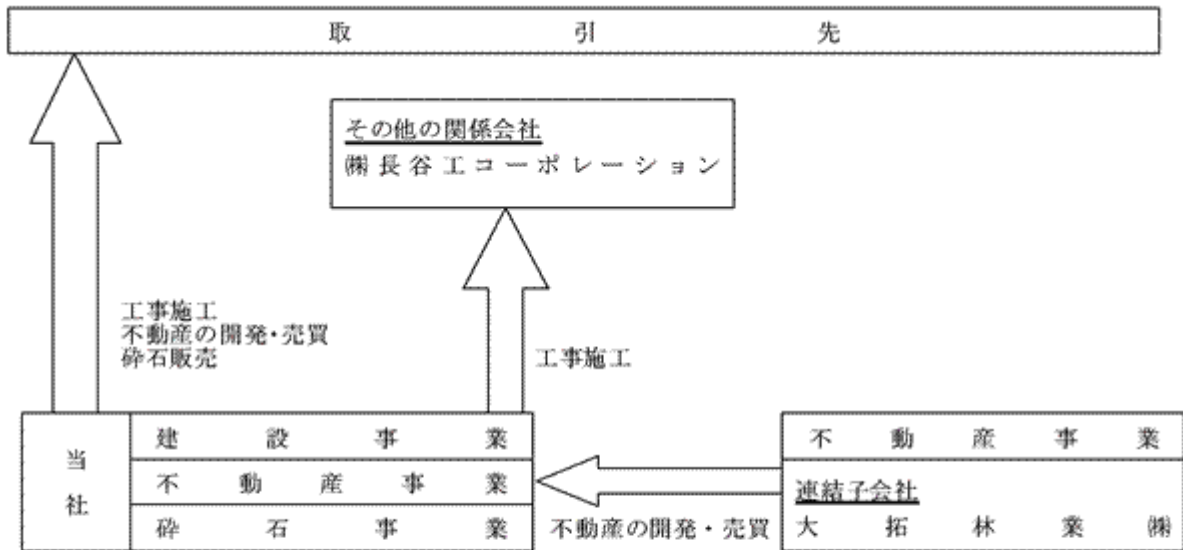 取引先
その他の関係会社
㈱長谷工コーポレーション
工事施工
不動産の開発・売買
砕石販売
工事施工
当社
建設事業
不動産事業
砕石事業
不動産の開発・売買
不動産事業
連結子会社
大拓林業㈱